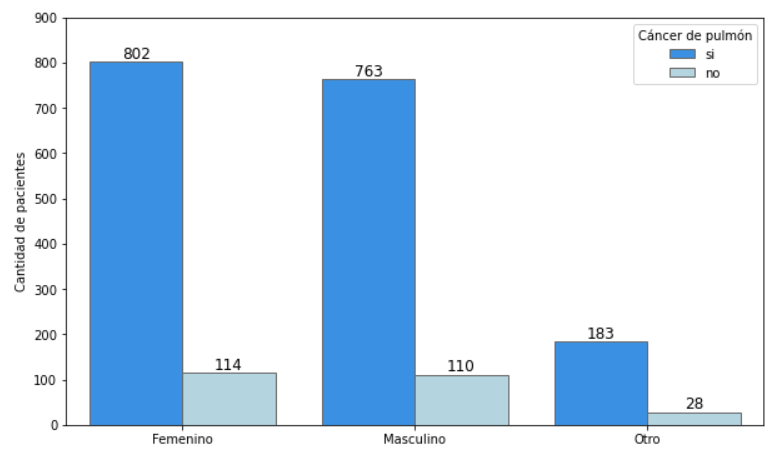 900
800
700
600
500
400
300
200
100
0
Cantidad de pacientes
802
114
763
110
183
28
Cáncer de pulmón
si
no
Femenino
Masculino
Otro